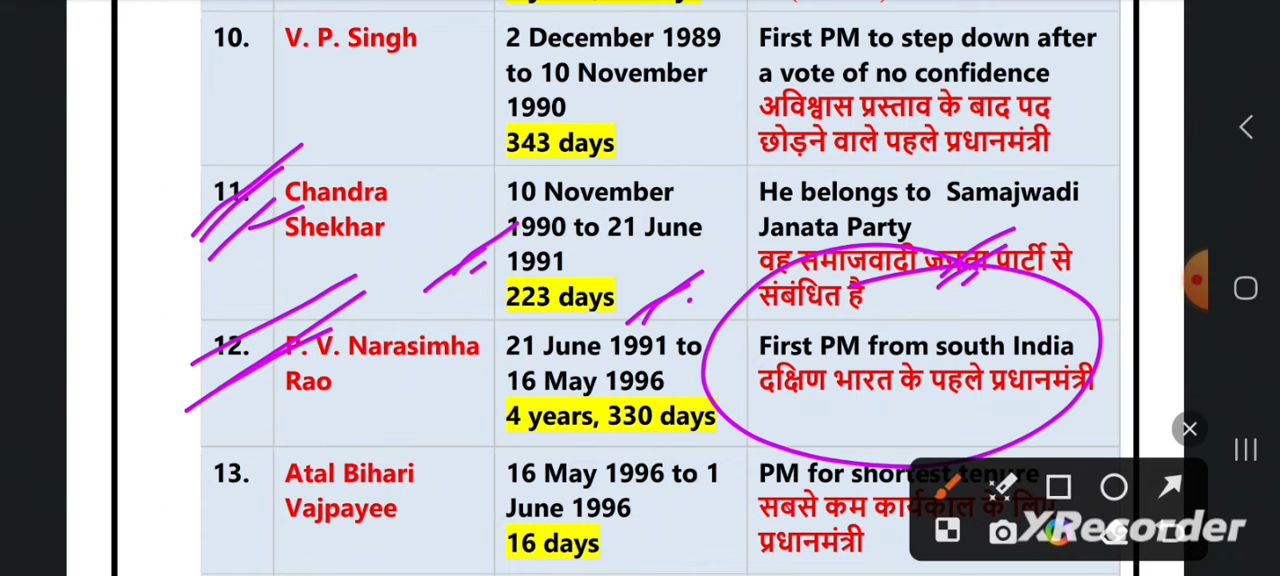 10.
V. P. Singh
2 December 1989
to 10 November
1990
343 days
First PM to step down after
a vote of no confidence
अविश्वास प्रस्ताव के बाद पद
छोड़ने वाले पहले प्रधानमंत्री
11.
Chandra
Shekhar
10 November
1990 to 21 June
1991
223 days
He belongs to Samajwadi
Janata Party
वह समाजवादी जनता पार्टी से
संबंधित है
12.
P. V. Narasimha
Rao
21 June 1991 to
16 May 1996
4 years, 330 days
First PM from south India
दक्षिण भारत के पहले प्रधानमंत्री
13.
Atal Bihari
Vajpayee
16 May 1996 to 1
June 1996
16 days
PM for shortest tenure
सबसे कम कार्यकाल के लिए
प्रधानमंत्री
XRecorder